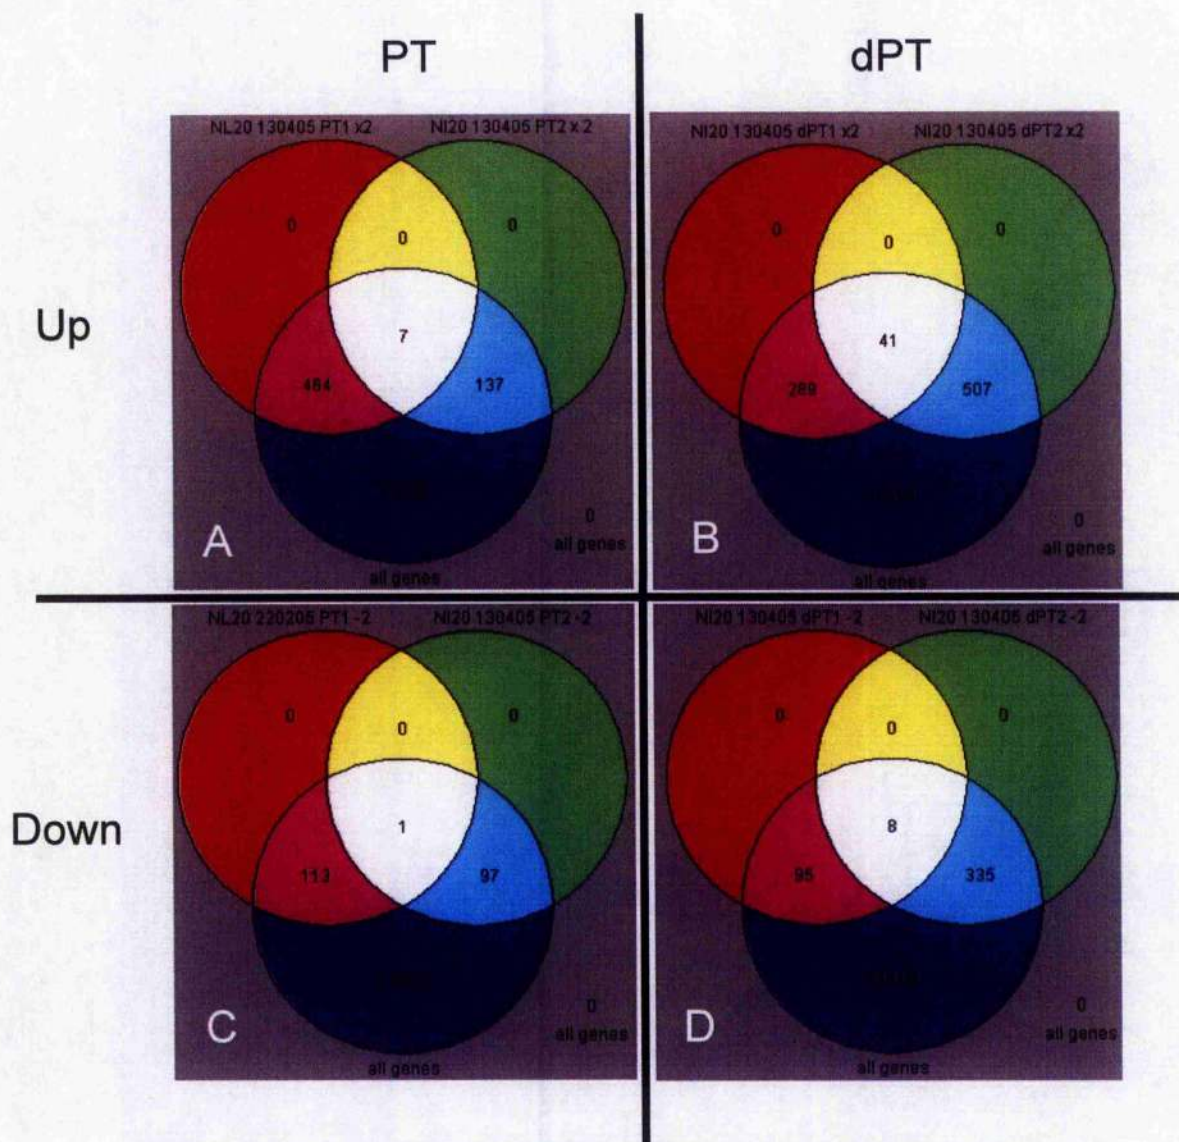 PT
dPT
Up
NL20 130405 PT1 x2
NI20 130405 PT2 x 2
0
0
0
7
484
137
A
0
all genes
all genes
NI20 130405 dPT1 x2
NI20 130405 dPT2 x2
0
0
0
41
289
507
B
0
all genes
all genes
Down
NL20 220205 PT1 -2
NI20 130405 PT2 -2
0
0
0
1
113
97
C
0
all genes
all genes
NI20 130405 dPT1 -2
NI20 130405 dPT2 -2
0
0
0
8
95
335
D
0
all genes
all genes